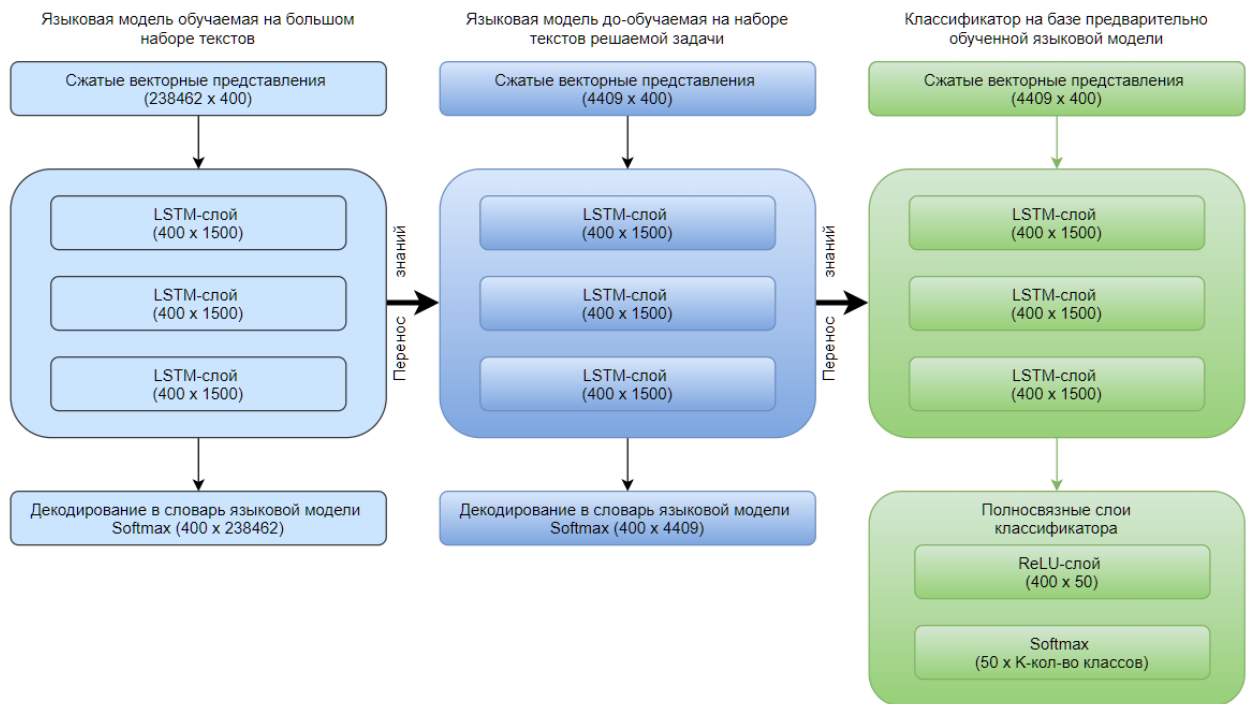 Языковая модель обучаемая на большом
наборе текстов
Сжатые векторные представления
(238462 x 400)
LSTM-слой
(400 x 1500)
LSTM-слой
(400 x 1500)
LSTM-слой
(400 x 1500)
Декодирование в словарь языковой модели
Softmax (400 x 238462)
Перенос знаний
Языковая модель до-обучаемая на наборе
текстов решаемой задачи
Сжатые векторные представления
(4409 x 400)
LSTM-слой
(400 x 1500)
LSTM-слой
(400 x 1500)
LSTM-слой
(400 x 1500)
Декодирование в словарь языковой модели
Softmax (400 x 4409)
Перенос знаний
Классификатор на базе предварительно
обученной языковой модели
Сжатые векторные представления
(4409 x 400)
LSTM-слой
(400 x 1500)
LSTM-слой
(400 x 1500)
LSTM-слой
(400 x 1500)
Полносвязные слои
классификатора
ReLU-слой
(400 x 50)
Softmax
(50 x K-кол-во классов)